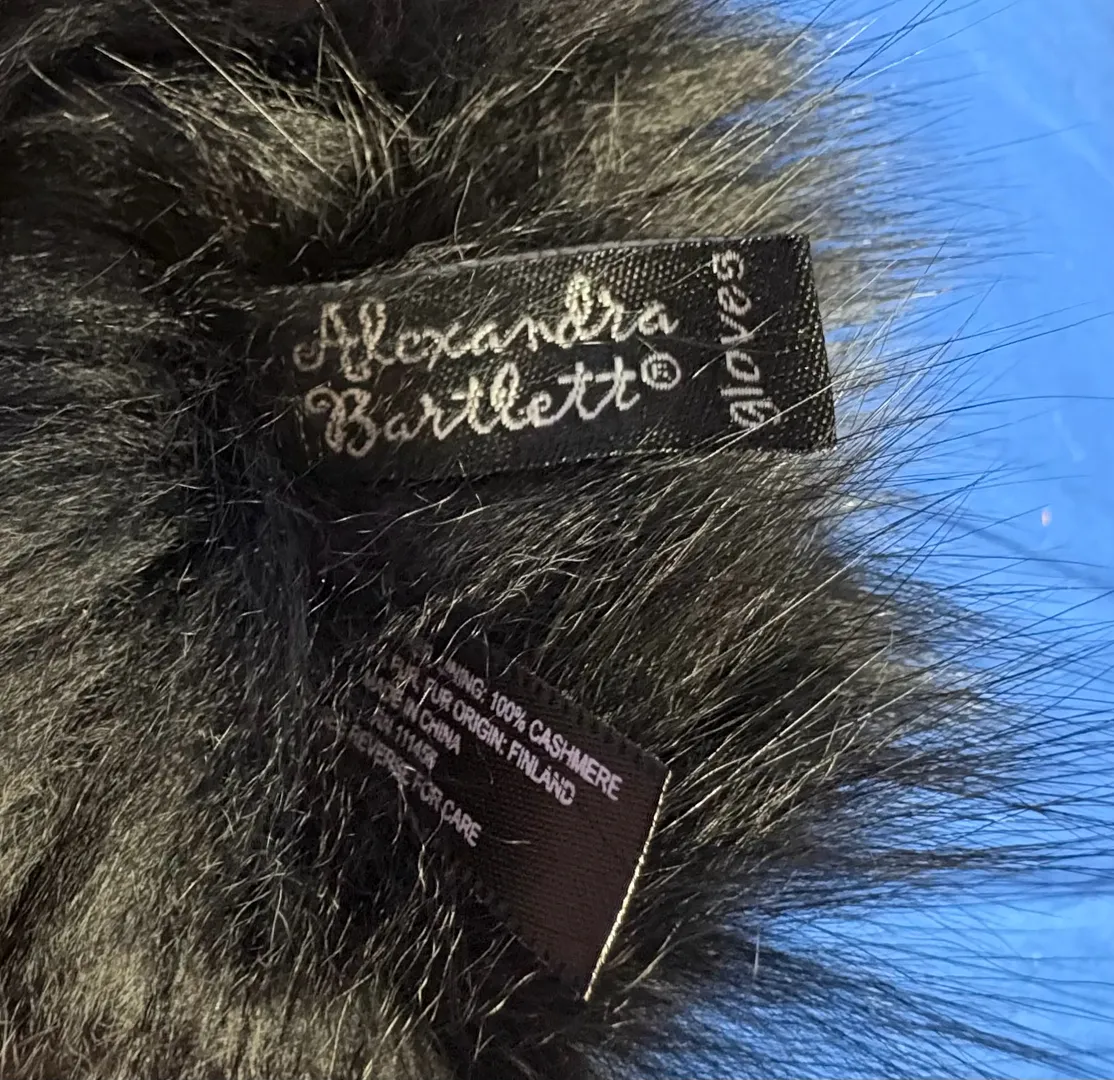 Alexandra
Bartlett®
gloves
LINING: 100% CASHMERE
FUR ORIGIN: FINLAND
MADE IN CHINA
REVERSE FOR CARE